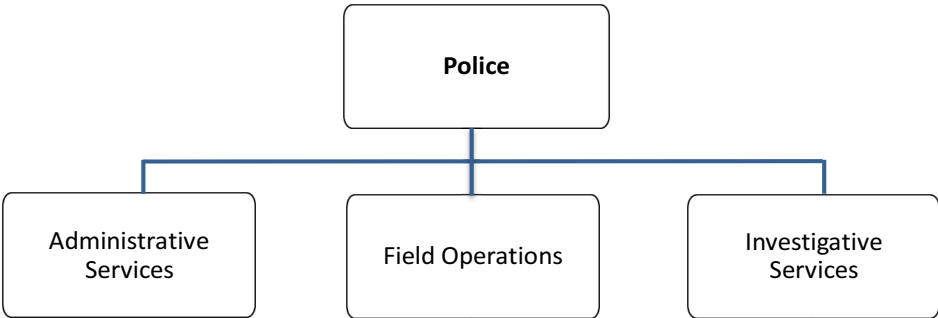 Police
Administrative
Services
Field Operations
Investigative
Services